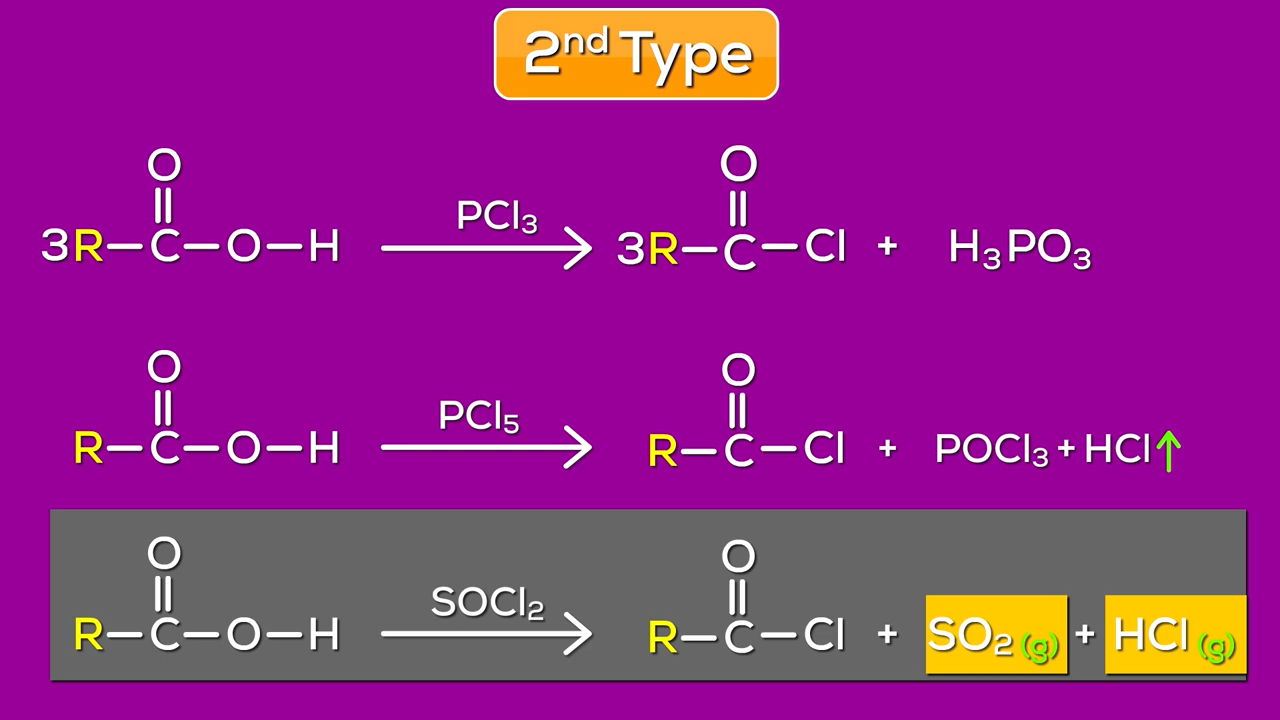 2nd Type
O
||
3R—C—O—H
PCl₃
O
||
3R—C—Cl + H₃PO₃
O
||
R—C—O—H
PCl₅
O
||
R—C—Cl + POCl₃ + HCl↑
O
||
R—C—O—H
SOCl₂
O
||
R—C—Cl + SO₂(g) + HCl(g)